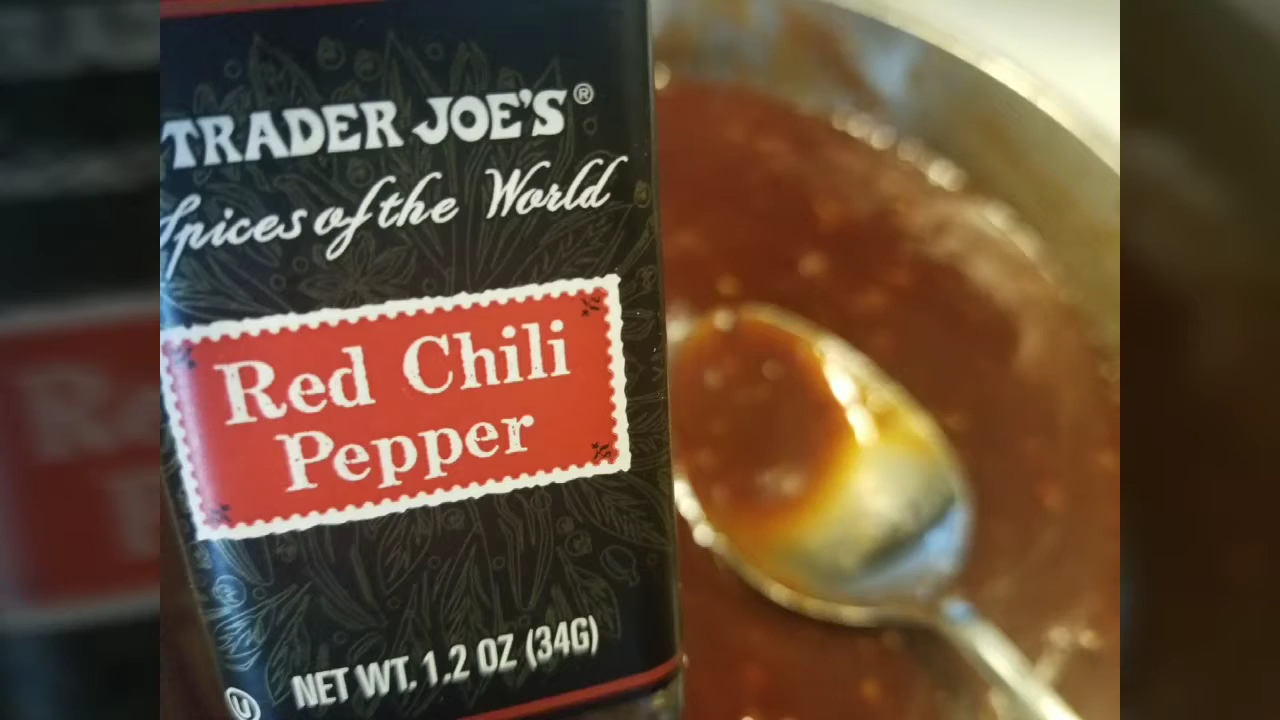 TRADER JOE'S®
Spices of the World
Red Chili
Pepper
NET WT. 1.2 OZ (34G)
U